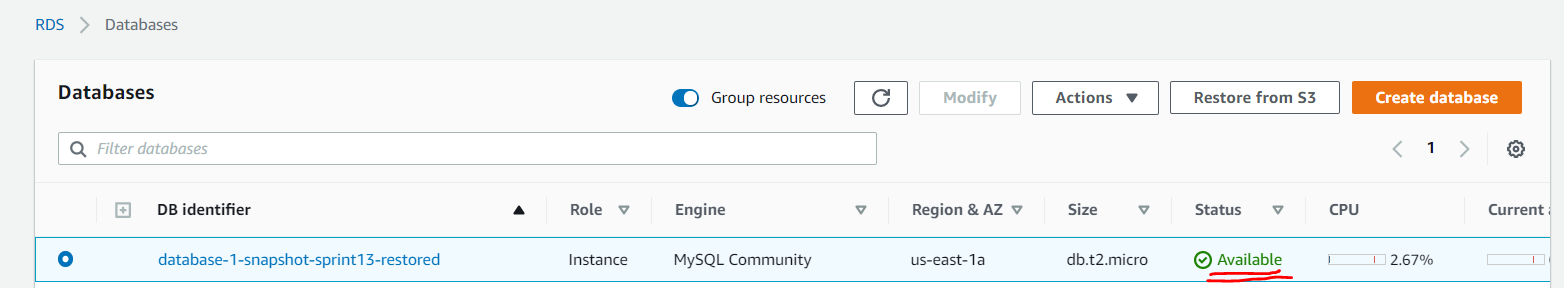 RDS > Databases
Databases
Group resources Modify Actions Restore from S3 Create database
Filter databases 1
DB identifier Role Engine Region & AZ Size Status CPU Current
database-1-snapshot-sprint13-restored Instance MySQL Community us-east-1a db.t2.micro Available 2.67%